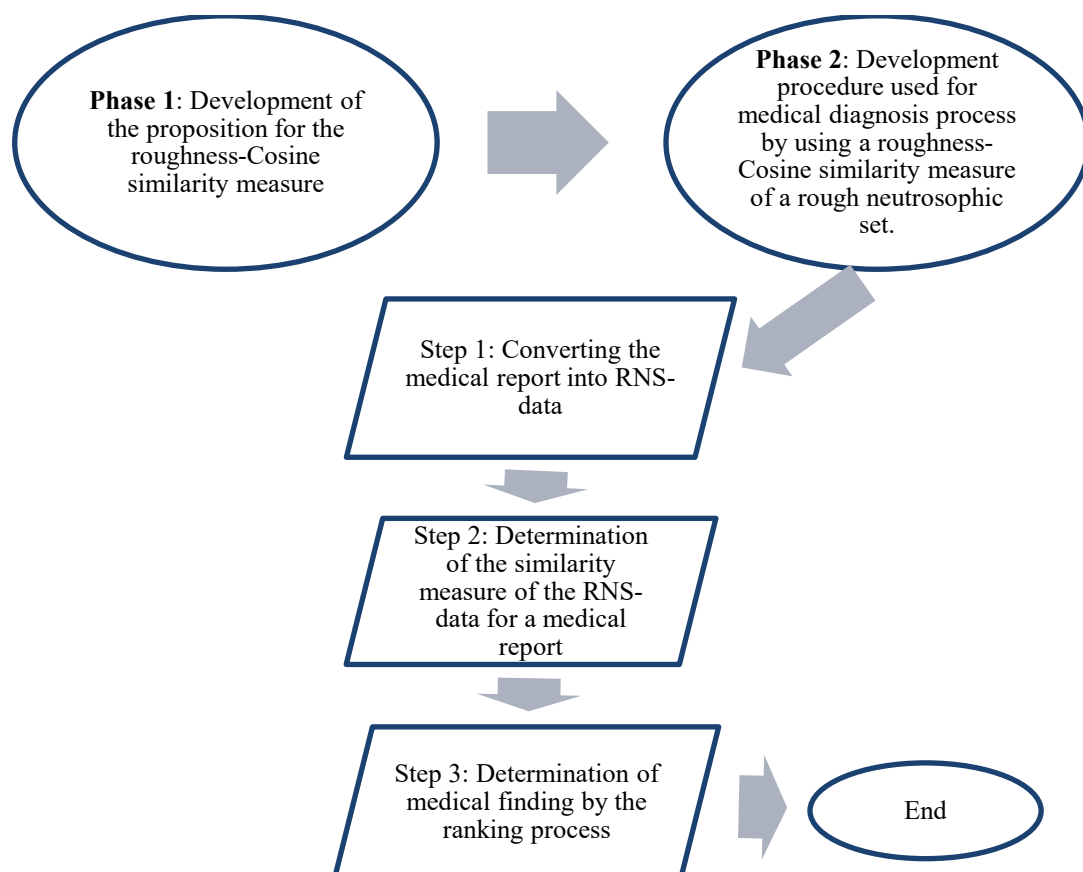 Phase 1: Development of
the proposition for the
roughness-Cosine
similarity measure
Phase 2: Development
procedure used for
medical diagnosis process
by using a roughness-
Cosine similarity measure
of a rough neutrosophic
set.
Step 1: Converting the
medical report into RNS-
data
Step 2: Determination
of the similarity
measure of the RNS-
data for a medical
report
Step 3: Determination of
medical finding by the
ranking process
End